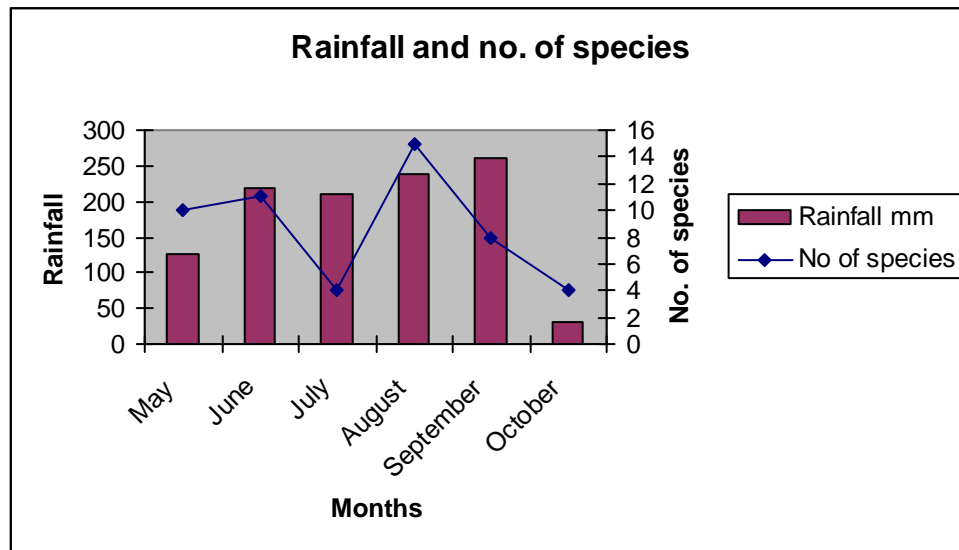 Rainfall and no. of species
Rainfall
300
250
200
150
100
50
0
16
14
12
10
8
6
4
2
0
No. of species
May
June
July
August
September
October
Months
Rainfall mm
No of species